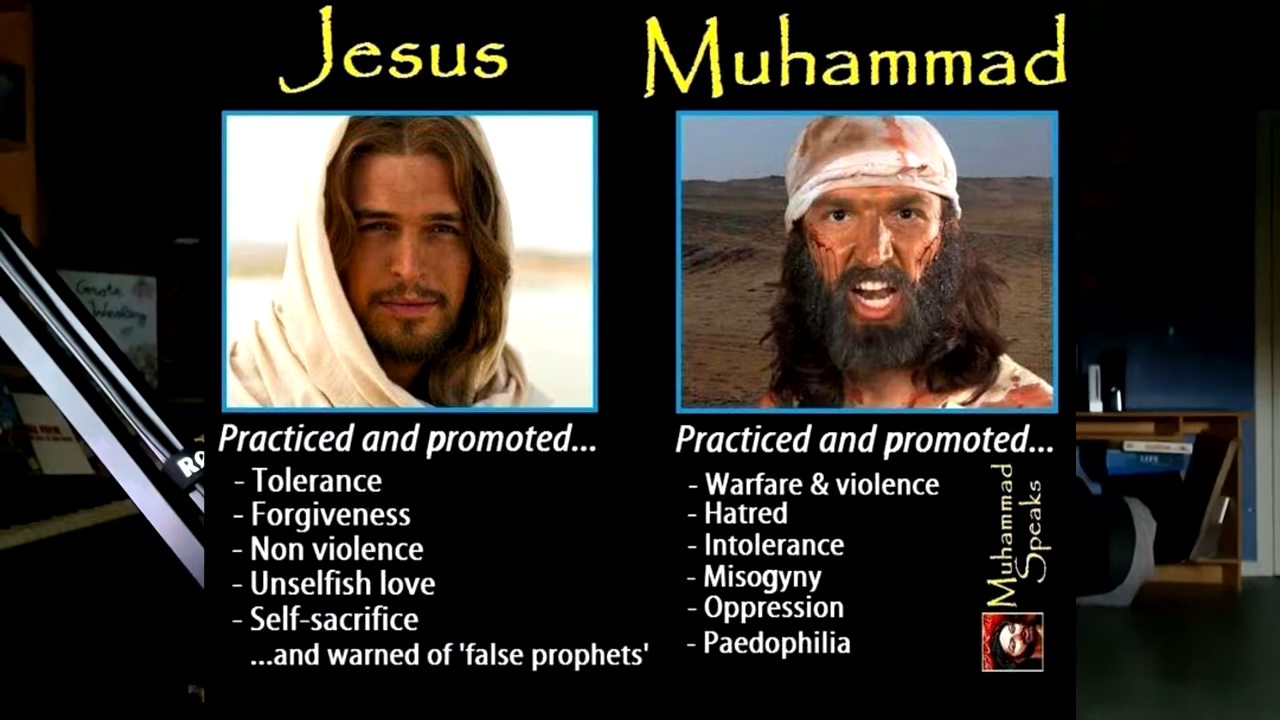 Jesus
Muhammad
Practiced and promoted...
- Tolerance
- Forgiveness
- Non violence
- Unselfish love
- Self-sacrifice
...and warned of 'false prophets'
Practiced and promoted...
- Warfare & violence
- Hatred
- Intolerance
- Misogyny
- Oppression
- Paedophilia
Muhammad
Speaks